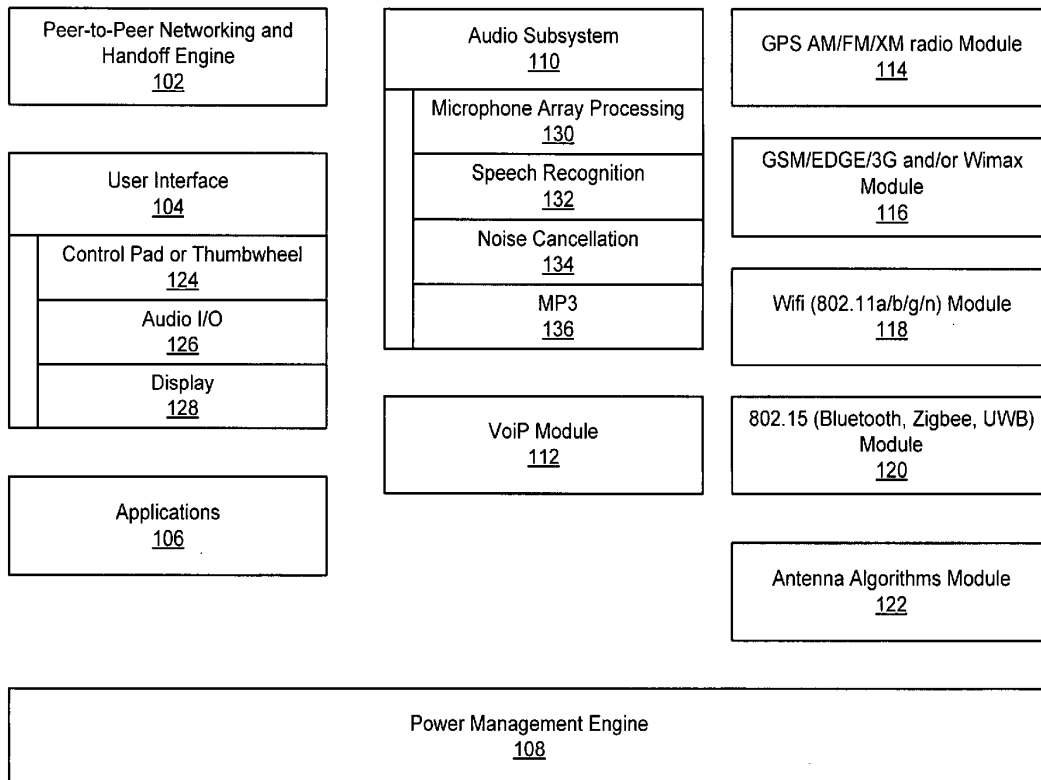 Peer-to-Peer Networking and
Handoff Engine
102
User Interface
104
Control Pad or Thumbwheel
124
Audio I/O
126
Display
128
Applications
106
Audio Subsystem
110
Microphone Array Processing
130
Speech Recognition
132
Noise Cancellation
134
MP3
136
VoiP Module
112
GPS AM/FM/XM radio Module
114
GSM/EDGE/3G and/or Wimax
Module
116
Wifi (802.11a/b/g/n) Module
118
802.15 (Bluetooth, Zigbee, UWB)
Module
120
Antenna Algorithms Module
122
Power Management Engine
108